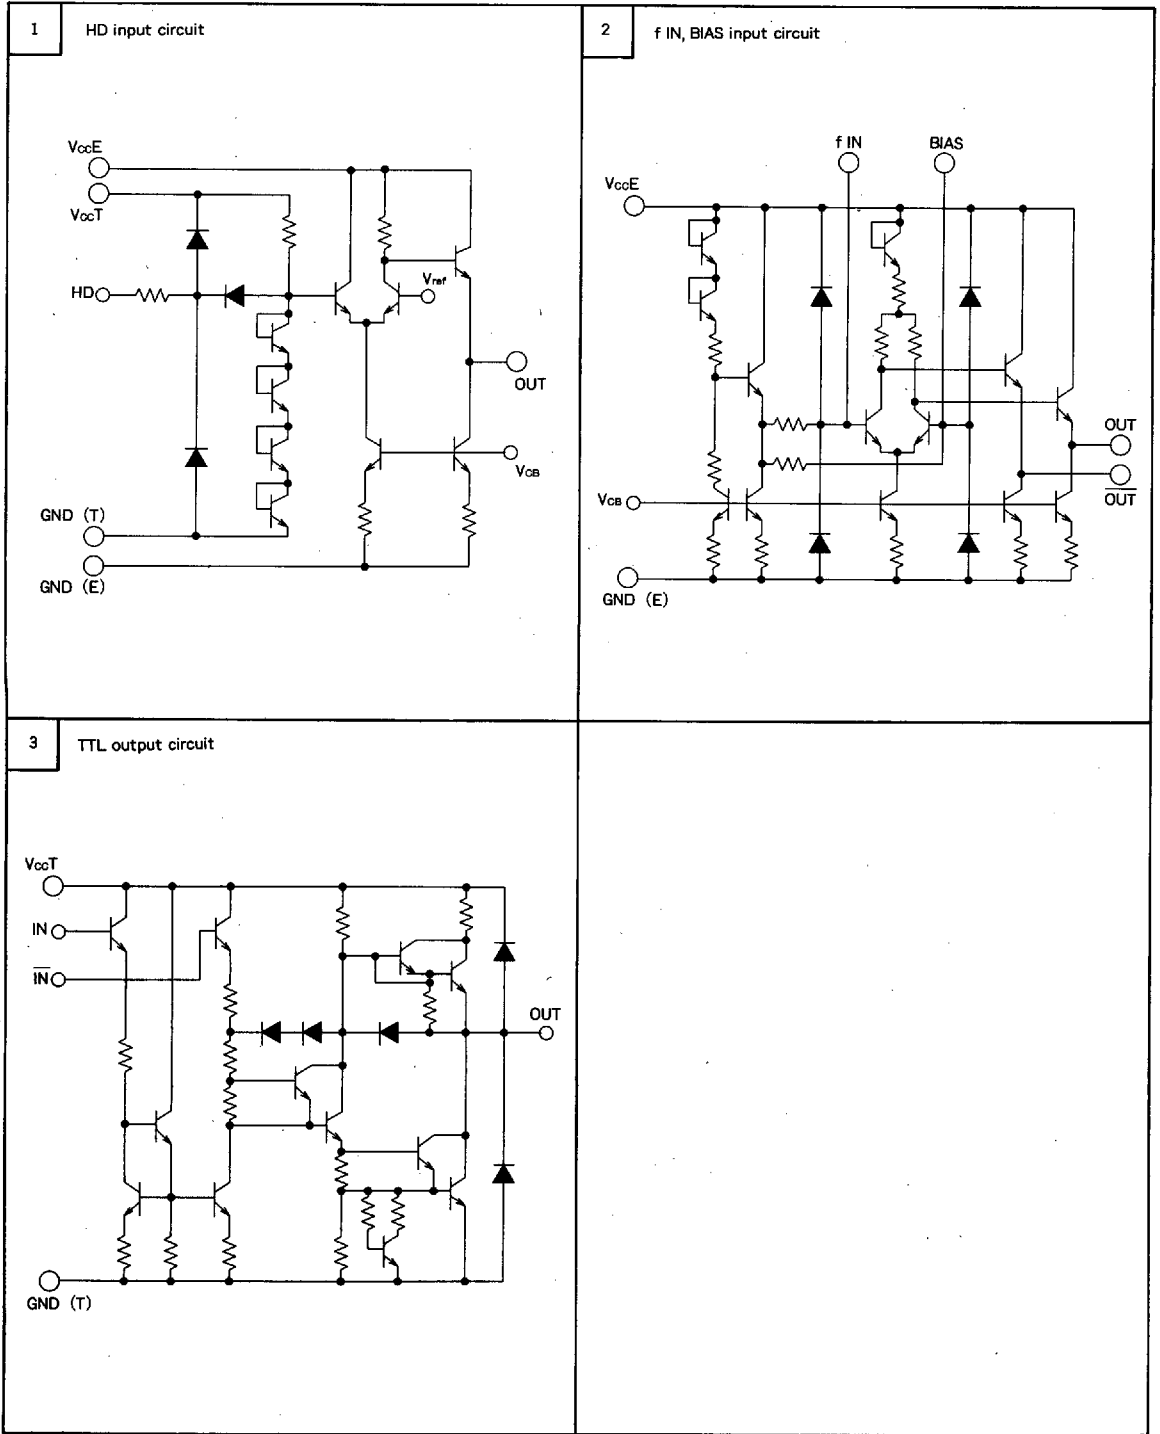 1
HD input circuit
VccE
VccT
HD
Vref
OUT
VCB
GND (T)
GND (E)
2
f IN, BIAS input circuit
f IN
BIAS
VccE
OUT
OUT
VCB
GND (E)
3
TTL output circuit
VccT
IN
IN
OUT
GND (T)